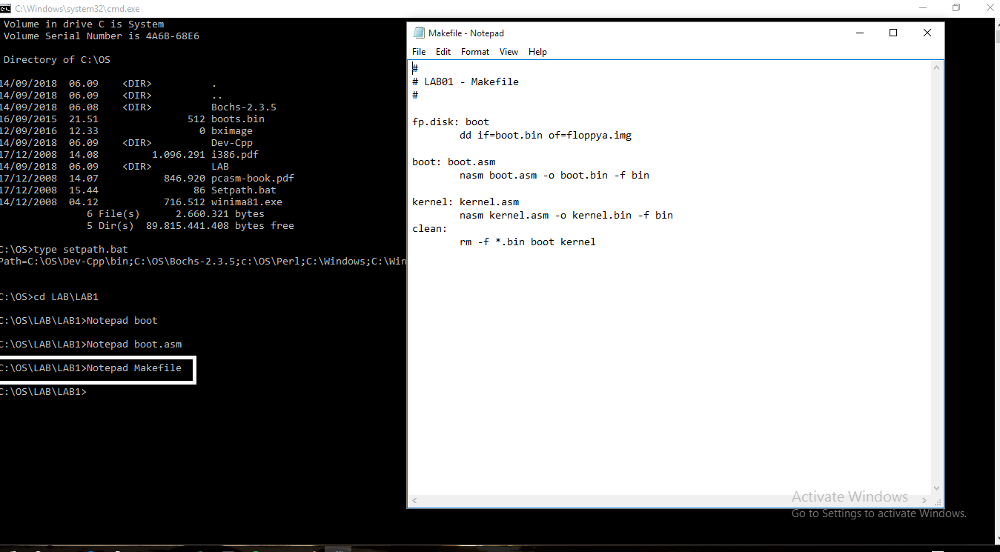 C:\Windows\system32\cmd.exe
Volume in drive C is System
Volume Serial Number is 4A6B-68E6
Directory of C:\OS
14/09/2018  06.09    <DIR>          .
14/09/2018  06.09    <DIR>          ..
14/09/2018  06.08    <DIR>          Bochs-2.3.5
16/09/2015  21.51               512 boots.bin
12/09/2016  12.33                 0 bximage
14/09/2018  06.09    <DIR>          Dev-Cpp
17/12/2008  14.08         1.096.291 i386.pdf
14/09/2018  06.09    <DIR>          LAB
17/12/2008  14.07           846.920 pcasm-book.pdf
17/12/2008  15.44                86 Setpath.bat
14/12/2008  04.12           716.512 winima81.exe
6 File(s)      2.660.321 bytes
5 Dir(s)  89.815.441.408 bytes free
C:\OS>type setpath.bat
Path=C:\OS\Dev-Cpp\bin;C:\OS\Bochs-2.3.5;c:\OS\Perl;C:\Windows;C:\Win
C:\OS>cd LAB\LAB1
C:\OS\LAB\LAB1>Notepad boot
C:\OS\LAB\LAB1>Notepad boot.asm
C:\OS\LAB\LAB1>Notepad Makefile
C:\OS\LAB\LAB1>
Makefile - Notepad
File Edit Format View Help
#
# LAB01 - Makefile
#
fp.disk: boot
dd if=boot.bin of=floppya.img
boot: boot.asm
nasm boot.asm -o boot.bin -f bin
kernel: kernel.asm
nasm kernel.asm -o kernel.bin -f bin
clean:
rm -f *.bin boot kernel
Activate Windows
Go to Settings to activate Windows.